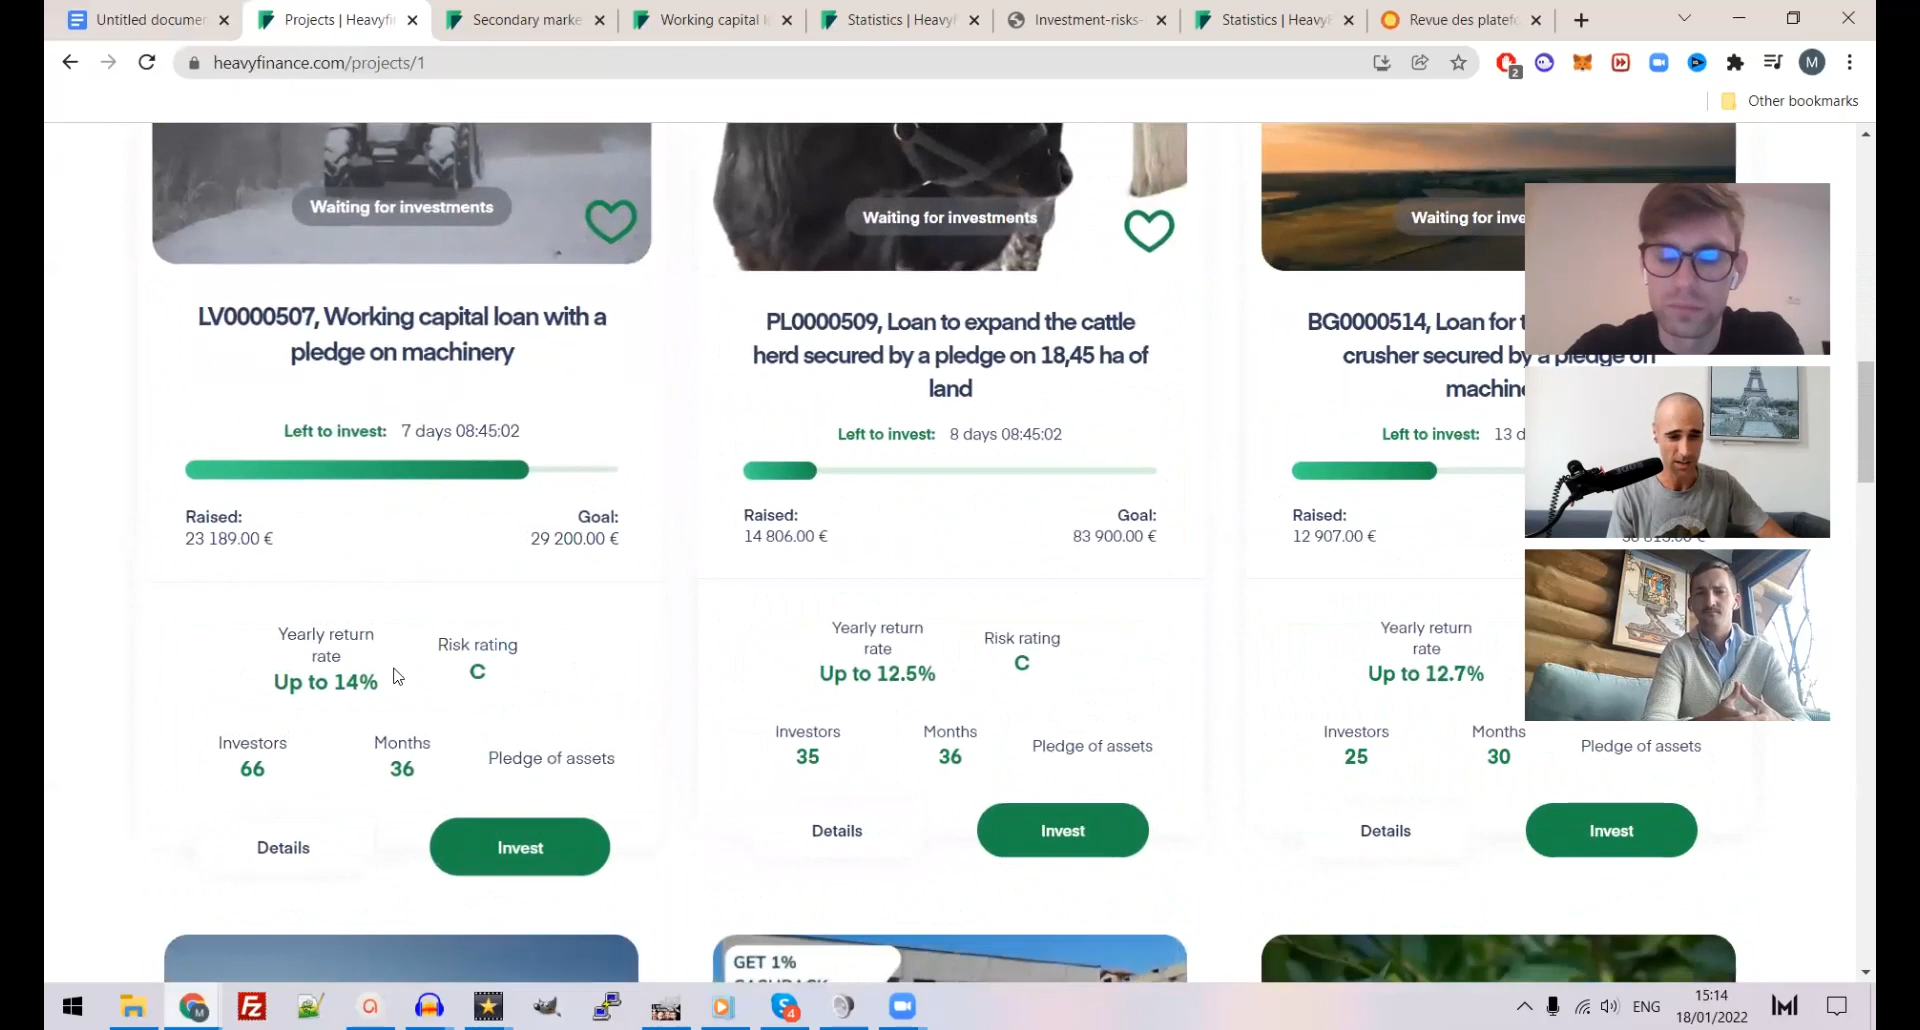 Untitled documen
Projects | Heavyfi
Secondary marke
Working capital l
Statistics | HeavyF
Investment-risks-
Statistics | HeavyF
Revue des platefo
heavyfinance.com/projects/1
2
M
Other bookmarks
Waiting for investments
Waiting for investments
Waiting for inve
LV0000507, Working capital loan with a
pledge on machinery
PL0000509, Loan to expand the cattle
herd secured by a pledge on 18,45 ha of
land
BG0000514, Loan for t
crusher secured by a pledge on
machine
Left to invest: 7 days 08:45:02
Left to invest: 8 days 08:45:02
Left to invest: 13 d
Raised:
23 189.00 €
Goal:
29 200.00 €
Raised:
14 806.00 €
Goal:
83 900.00 €
Raised:
12 907.00 €
Yearly return
rate
Up to 14%
Risk rating
C
Yearly return
rate
Up to 12.5%
Risk rating
C
Yearly return
rate
Up to 12.7%
Investors
66
Months
36
Pledge of assets
Investors
35
Months
36
Pledge of assets
Investors
25
Months
30
Pledge of assets
Details
Invest
Details
Invest
Details
Invest
GET 1%
RODE
4
ENG
15:14
18/01/2022